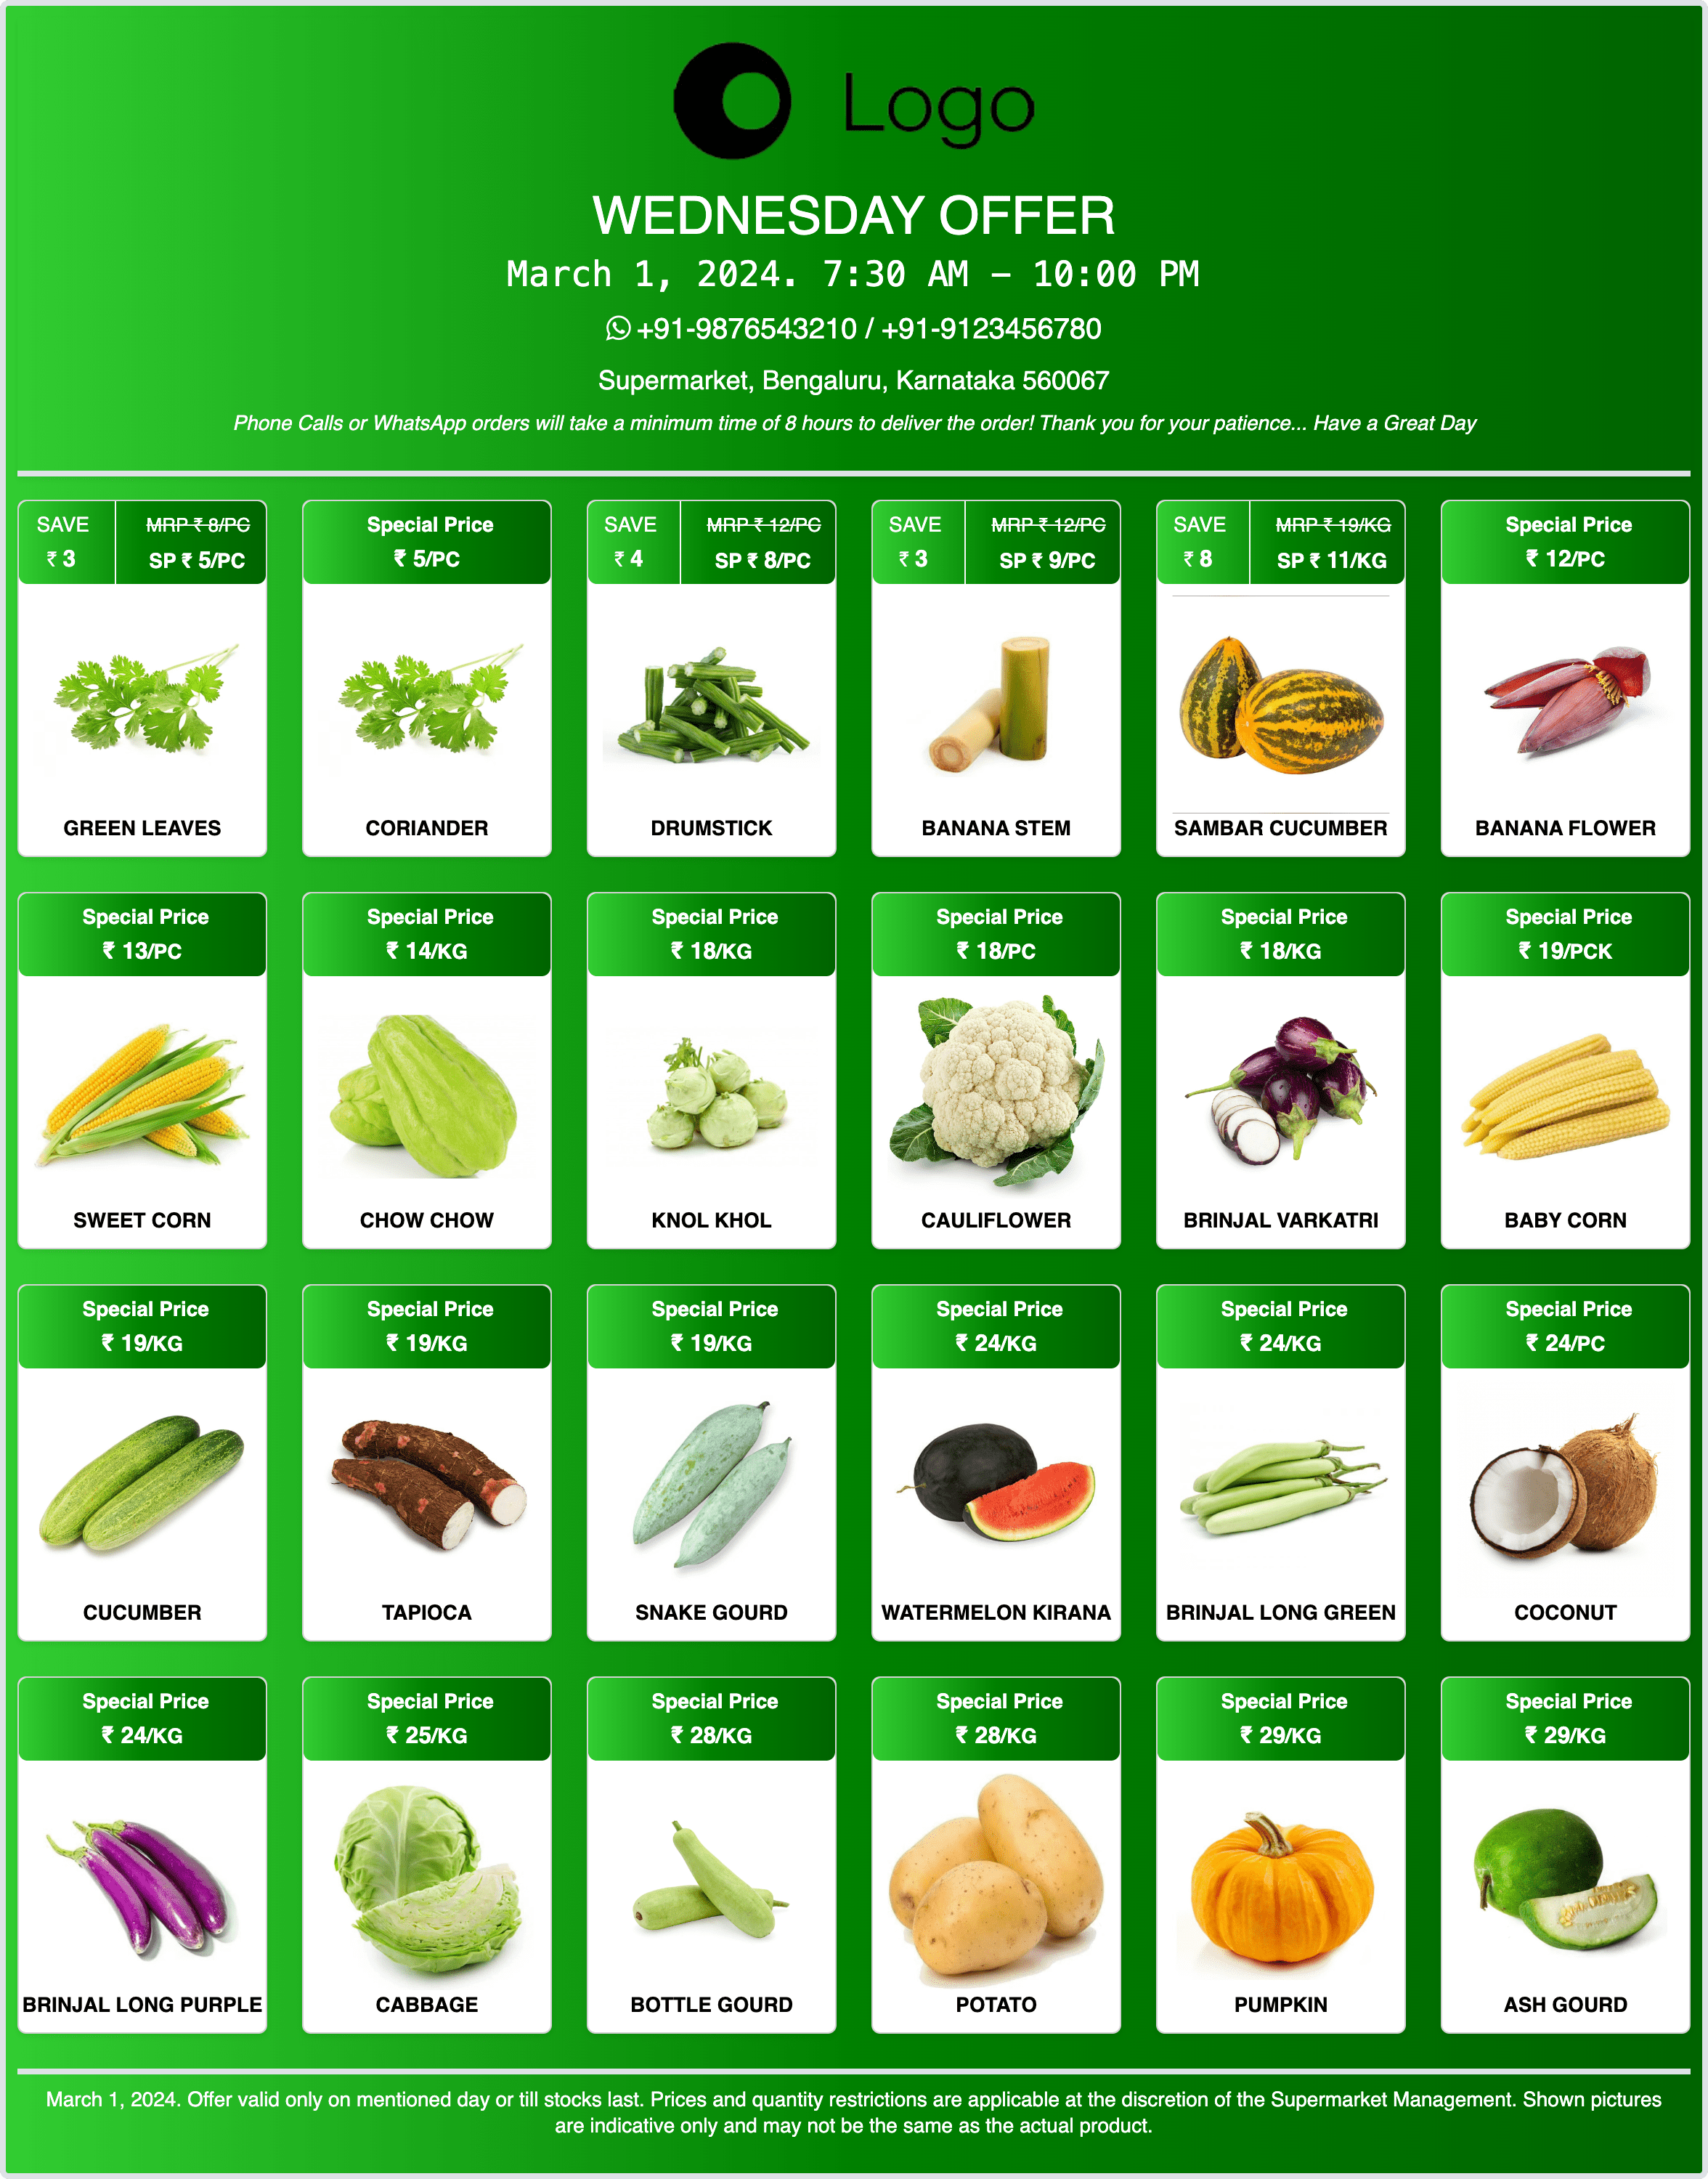 Logo
WEDNESDAY OFFER
March 1, 2024. 7:30 AM – 10:00 PM
+91-9876543210 / +91-9123456780
Supermarket, Bengaluru, Karnataka 560067
Phone Calls or WhatsApp orders will take a minimum time of 8 hours to deliver the order! Thank you for your patience... Have a Great Day
SAVE
₹ 3
MRP ₹ 8/PC
SP ₹ 5/PC
GREEN LEAVES
Special Price
₹ 5/PC
CORIANDER
SAVE
₹ 4
MRP ₹ 12/PC
SP ₹ 8/PC
DRUMSTICK
SAVE
₹ 3
MRP ₹ 12/PC
SP ₹ 9/PC
BANANA STEM
SAVE
₹ 8
MRP ₹ 19/KG
SP ₹ 11/KG
SAMBAR CUCUMBER
Special Price
₹ 12/PC
BANANA FLOWER
Special Price
₹ 13/PC
SWEET CORN
Special Price
₹ 14/KG
CHOW CHOW
Special Price
₹ 18/KG
KNOL KHOL
Special Price
₹ 18/PC
CAULIFLOWER
Special Price
₹ 18/KG
BRINJAL VARKATRI
Special Price
₹ 19/PCK
BABY CORN
Special Price
₹ 19/KG
CUCUMBER
Special Price
₹ 19/KG
TAPIOCA
Special Price
₹ 19/KG
SNAKE GOURD
Special Price
₹ 24/KG
WATERMELON KIRANA
Special Price
₹ 24/KG
BRINJAL LONG GREEN
Special Price
₹ 24/PC
COCONUT
Special Price
₹ 24/KG
BRINJAL LONG PURPLE
Special Price
₹ 25/KG
CABBAGE
Special Price
₹ 28/KG
BOTTLE GOURD
Special Price
₹ 28/KG
POTATO
Special Price
₹ 29/KG
PUMPKIN
Special Price
₹ 29/KG
ASH GOURD
March 1, 2024. Offer valid only on mentioned day or till stocks last. Prices and quantity restrictions are applicable at the discretion of the Supermarket Management. Shown pictures
are indicative only and may not be the same as the actual product.